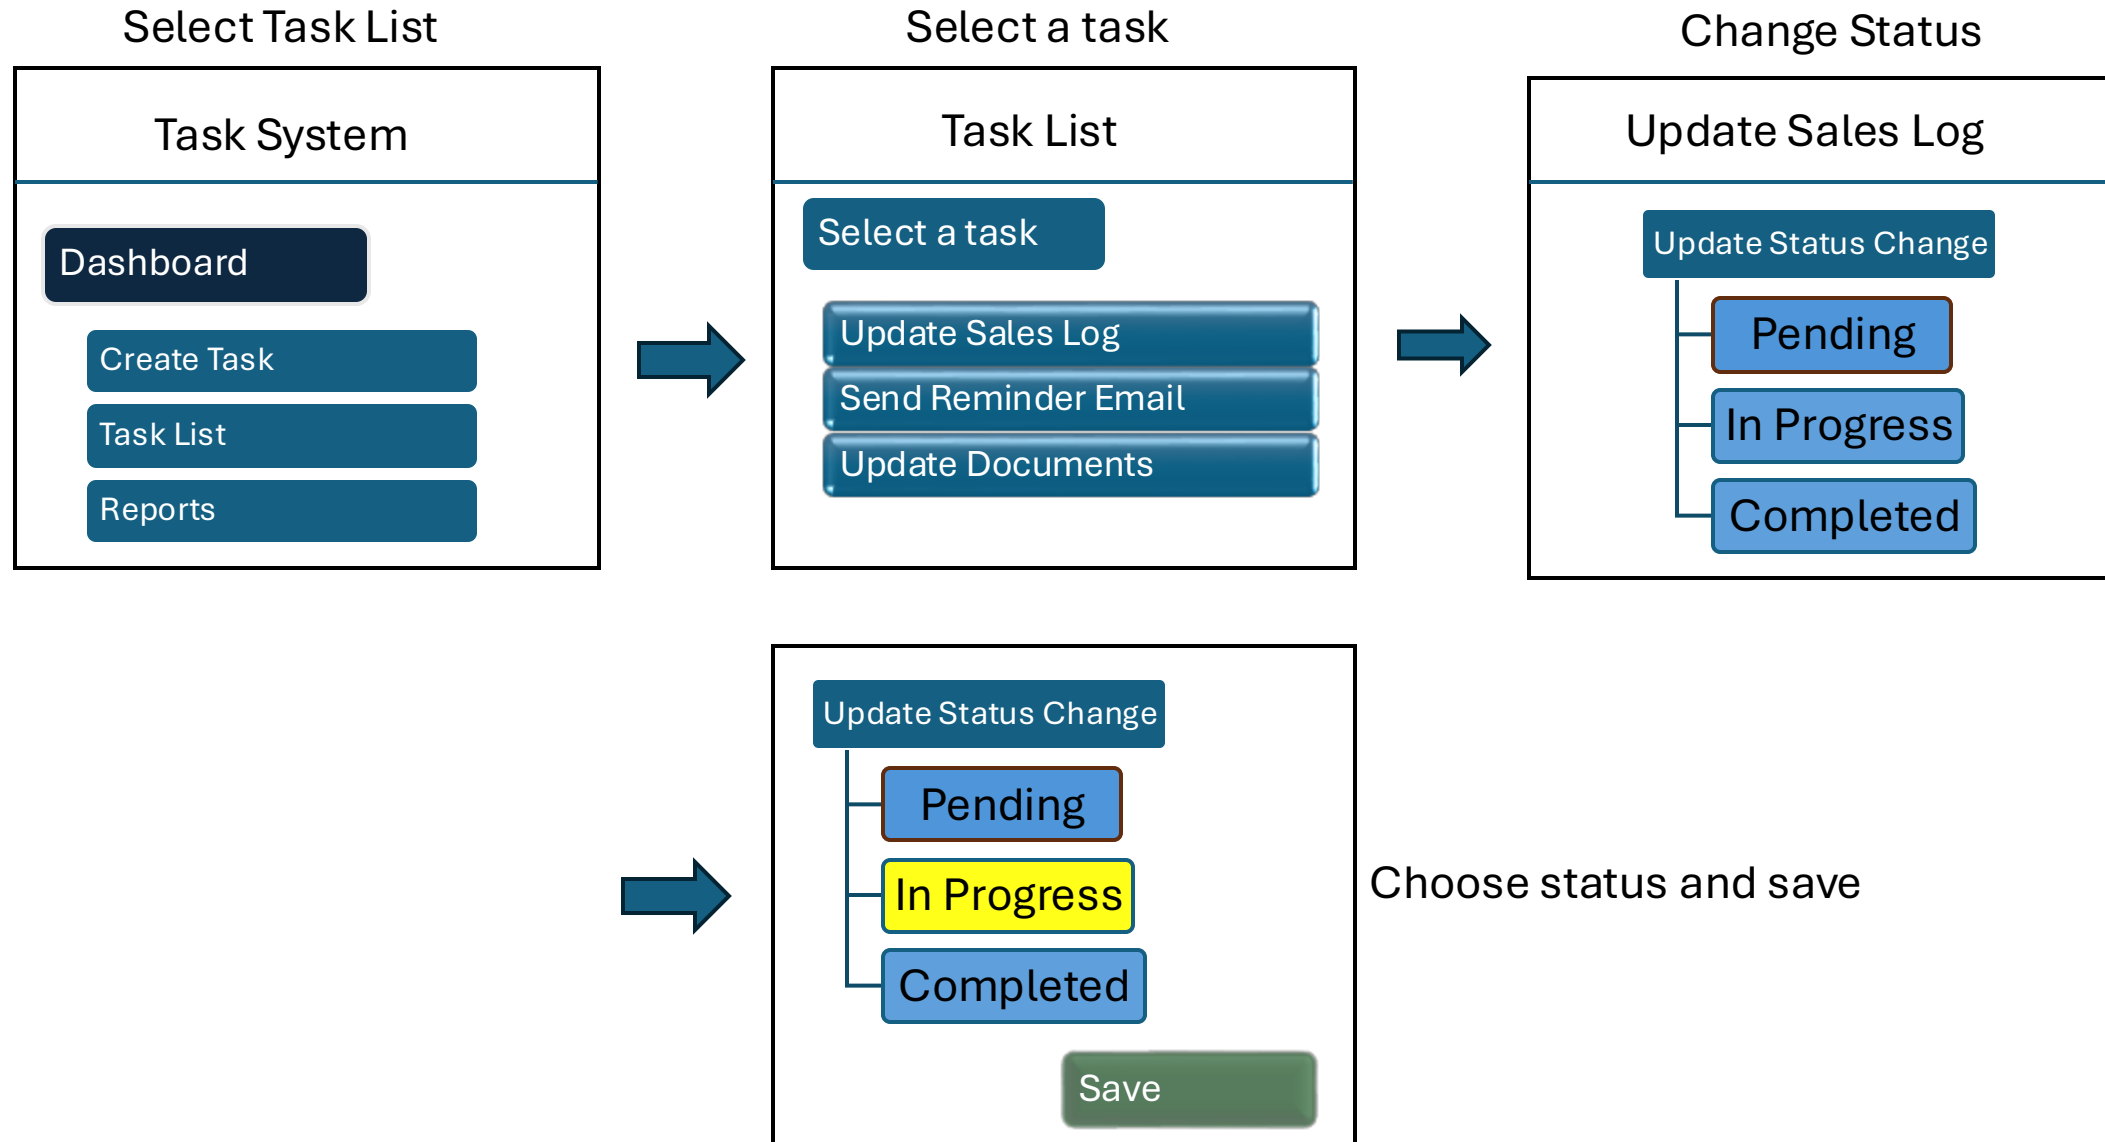 Select Task List
Task System
Dashboard
Create Task
Task List
Reports
Select a task
Task List
Select a task
Update Sales Log
Send Reminder Email
Update Documents
Change Status
Update Sales Log
Update Status Change
Pending
In Progress
Completed
Update Status Change
Pending
In Progress
Completed
Save
Choose status and save